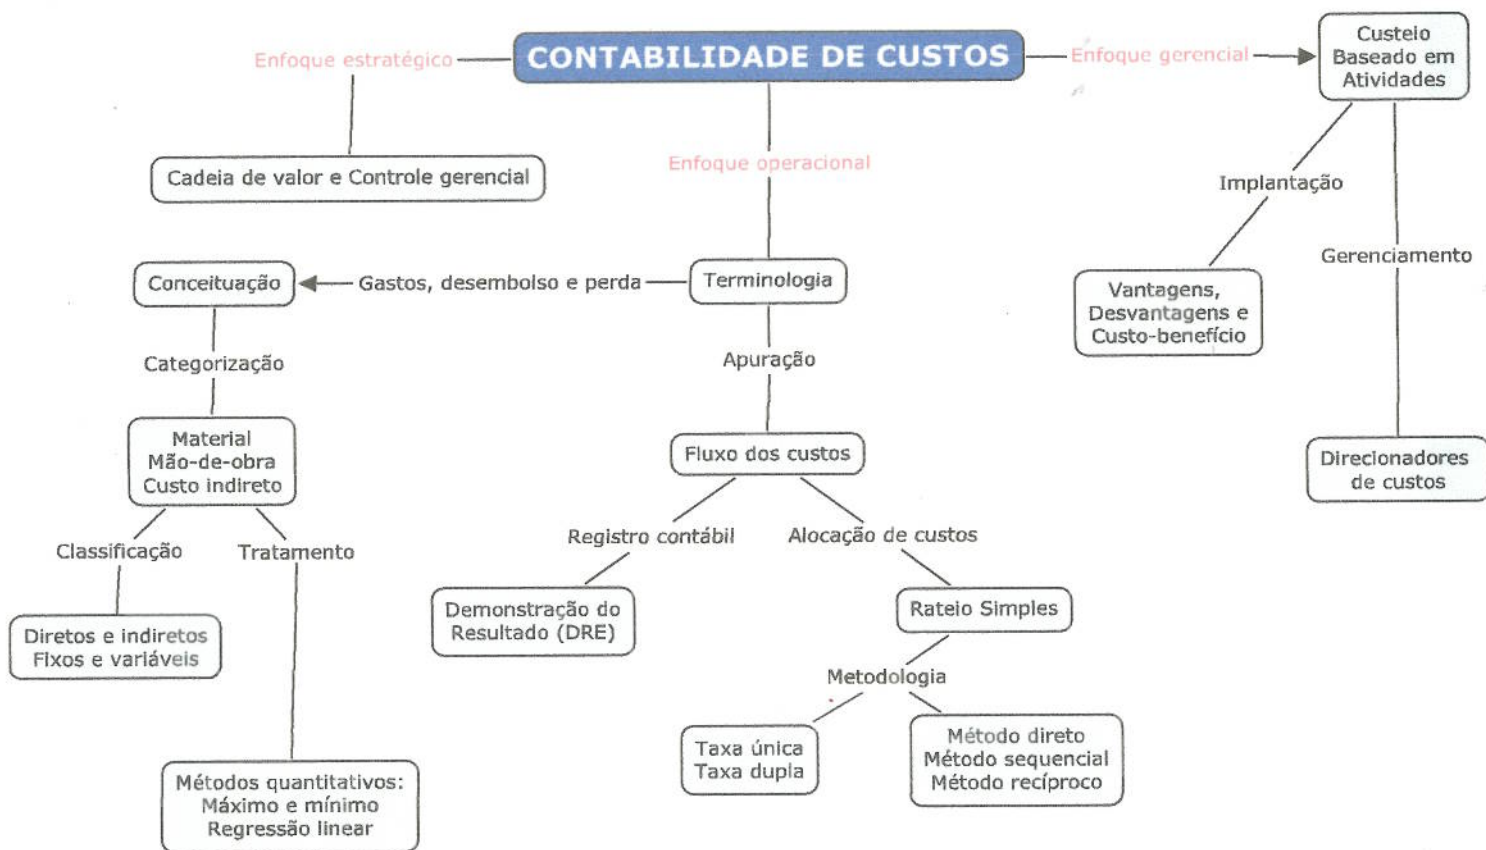 Enfoque estratégico
CONTABILIDADE DE CUSTOS
Enfoque gerencial
Custeio
Baseado em
Atividades
Cadeia de valor e Controle gerencial
Enfoque operacional
Implantação
Gerenciamento
Conceituação
Gastos, desembolso e perda
Terminologia
Vantagens,
Desvantagens e
Custo-benefício
Categorização
Apuração
Material
Mão-de-obra
Custo indireto
Fluxo dos custos
Direcionadores
de custos
Classificação
Tratamento
Registro contábil
Alocação de custos
Diretos e indiretos
Fixos e variáveis
Demonstração do
Resultado (DRE)
Rateio Simples
Metodologia
Taxa única
Taxa dupla
Método direto
Método sequencial
Método recíproco
Métodos quantitativos:
Máximo e mínimo
Regressão linear